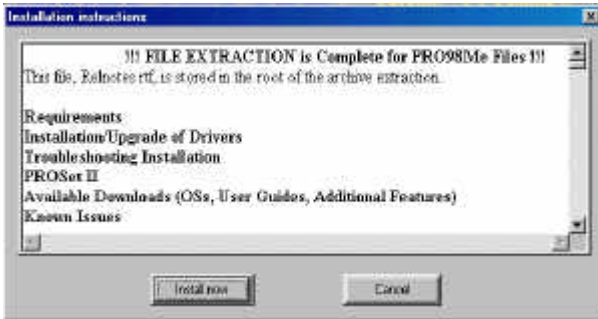 Installation instructions
!!! FILE EXTRACTION is Complete for PRO98Me Files !!!
This file, Relnotes.rtf, is stored in the root of the archive extraction.
Requirements
Installation/Upgrade of Drivers
Troubleshooting Installation
PROSet II
Available Downloads (OSs, User Guides, Additional Features)
Known Issues
Install now
Cancel